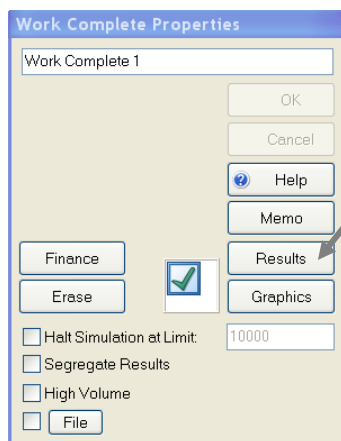 Work Complete Properties
Work Complete 1
OK
Cancel
Help
Memo
Finance
Results
Erase
Graphics
Halt Simulation at Limit: 10000
Segregate Results
High Volume
File